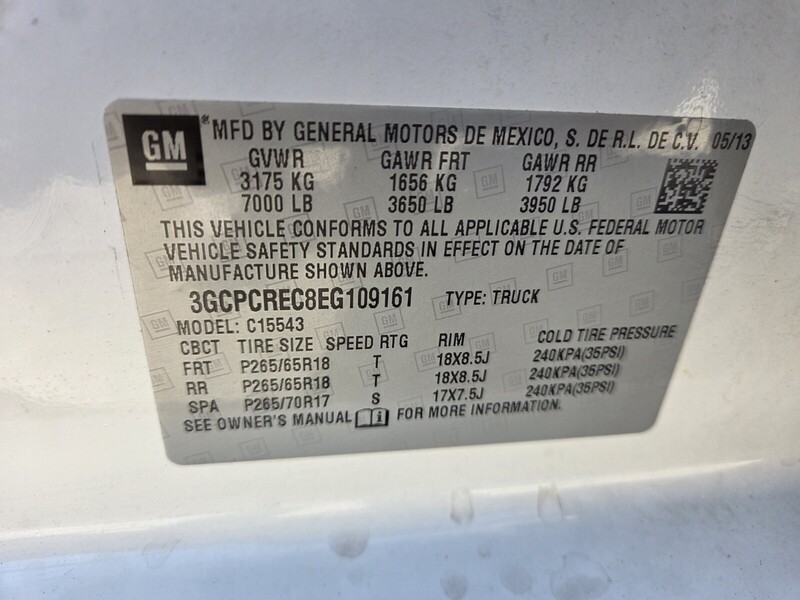 GM ® MFD BY GENERAL MOTORS DE MEXICO, S. DE R.L. DE C.V. 05/13
GVWR GAWR FRT GAWR RR
3175 KG 1656 KG 1792 KG
7000 LB 3650 LB 3950 LB
THIS VEHICLE CONFORMS TO ALL APPLICABLE U.S. FEDERAL MOTOR
VEHICLE SAFETY STANDARDS IN EFFECT ON THE DATE OF
MANUFACTURE SHOWN ABOVE.
3GCPCREC8EG109161 TYPE: TRUCK
MODEL: C15543
CBCT TIRE SIZE SPEED RTG RIM COLD TIRE PRESSURE
FRT P265/65R18 T 18X8.5J 240KPA(35PSI)
RR P265/65R18 T 18X8.5J 240KPA(35PSI)
SPA P265/70R17 S 17X7.5J 240KPA(35PSI)
SEE OWNER'S MANUAL i FOR MORE INFORMATION.